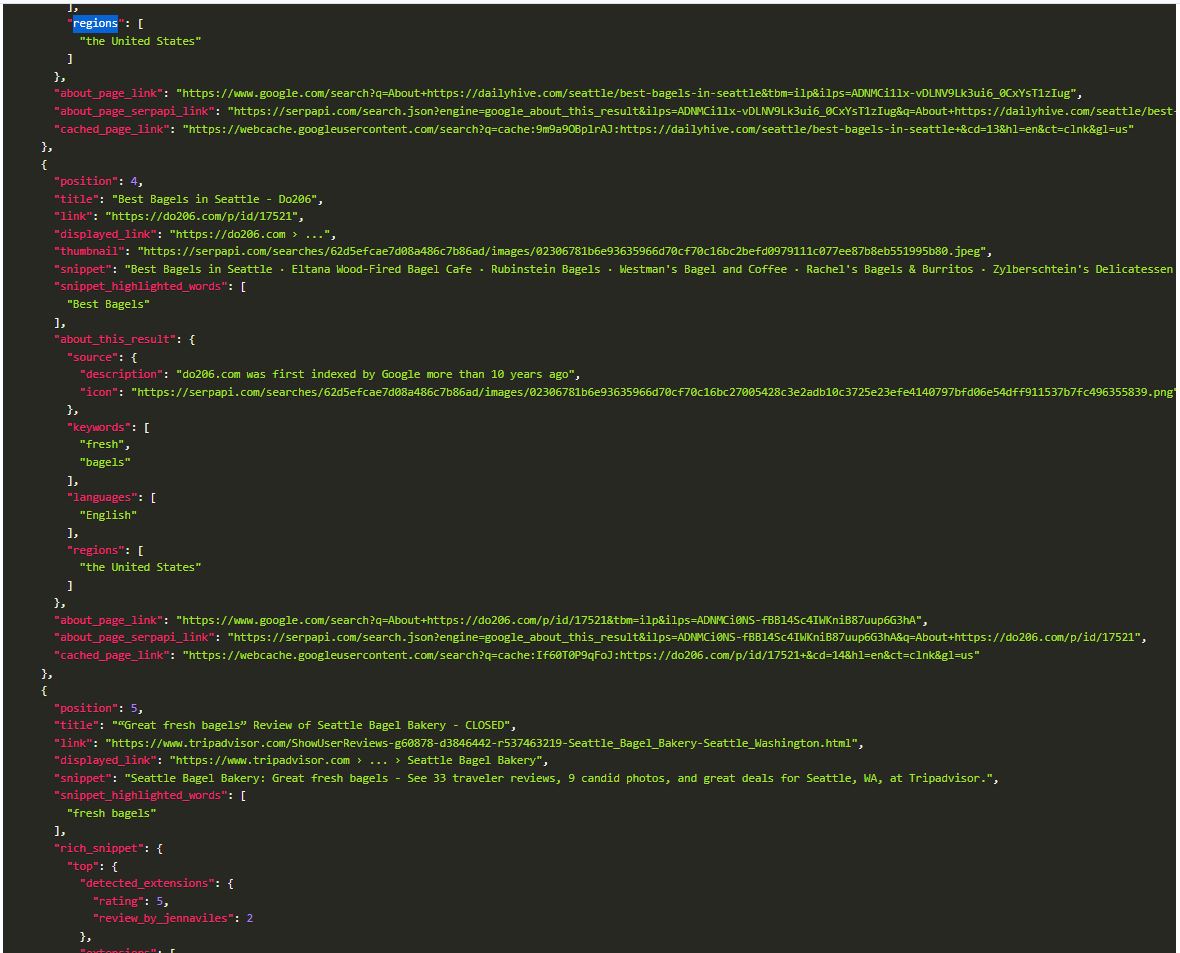 ],
"regions": [
"the United States"
]
},
"about_page_link": "https://www.google.com/search?q=About+https://dailyhive.com/seattle/best-bagels-in-seattle&tbm=ilp&ilps=ADNMCi1lx-vDLNV9Lk3ui6_0CxYsT1zIug",
"about_page_serpapi_link": "https://serpapi.com/search.json?engine=google_about_this_result&ilps=ADNMCi1lx-vDLNV9Lk3ui6_0CxYsT1zIug&q=About+https://dailyhive.com/seattle/best-
"cached_page_link": "https://webcache.googleusercontent.com/search?q=cache:9m9a9OBplrAJ:https://dailyhive.com/seattle/best-bagels-in-seattle+&cd=13&hl=en&ct=clnk&gl=us"
},
{
"position": 4,
"title": "Best Bagels in Seattle - Do206",
"link": "https://do206.com/p/id/17521",
"displayed_link": "https://do206.com › ...",
"thumbnail": "https://serpapi.com/searches/62d5efcae7d08a486c7b86ad/images/02306781b6e93635966d70cf70c16bc2befd0979111c077ee87b8eb551995b80.jpeg",
"snippet": "Best Bagels in Seattle · Eltana Wood-Fired Bagel Cafe · Rubinstein Bagels · Westman's Bagel and Coffee · Rachel's Bagels & Burritos · Zylberschtein's Delicatessen
"snippet_highlighted_words": [
"Best Bagels"
],
"about_this_result": {
"source": {
"description": "do206.com was first indexed by Google more than 10 years ago",
"icon": "https://serpapi.com/searches/62d5efcae7d08a486c7b86ad/images/02306781b6e93635966d70cf70c16bc27005428c3e2adb10c3725e23efe4140797bfd06e54dff911537b7fc496355839.png"
},
"keywords": [
"fresh",
"bagels"
],
"languages": [
"English"
],
"regions": [
"the United States"
]
},
"about_page_link": "https://www.google.com/search?q=About+https://do206.com/p/id/17521&tbm=ilp&ilps=ADNMCi0NS-fBBl4Sc4IWKniB87uup6G3hA",
"about_page_serpapi_link": "https://serpapi.com/search.json?engine=google_about_this_result&ilps=ADNMCi0NS-fBBl4Sc4IWKniB87uup6G3hA&q=About+https://do206.com/p/id/17521",
"cached_page_link": "https://webcache.googleusercontent.com/search?q=cache:If60T0P9qFoJ:https://do206.com/p/id/17521+&cd=14&hl=en&ct=clnk&gl=us"
},
{
"position": 5,
"title": "“Great fresh bagels” Review of Seattle Bagel Bakery - CLOSED",
"link": "https://www.tripadvisor.com/ShowUserReviews-g60878-d3846442-r537463219-Seattle_Bagel_Bakery-Seattle_Washington.html",
"displayed_link": "https://www.tripadvisor.com › ... › Seattle Bagel Bakery",
"snippet": "Seattle Bagel Bakery: Great fresh bagels - See 33 traveler reviews, 9 candid photos, and great deals for Seattle, WA, at Tripadvisor.",
"snippet_highlighted_words": [
"fresh bagels"
],
"rich_snippet": {
"top": {
"detected_extensions": {
"rating": 5,
"review_by_jennaviles": 2
},
"extensions": [